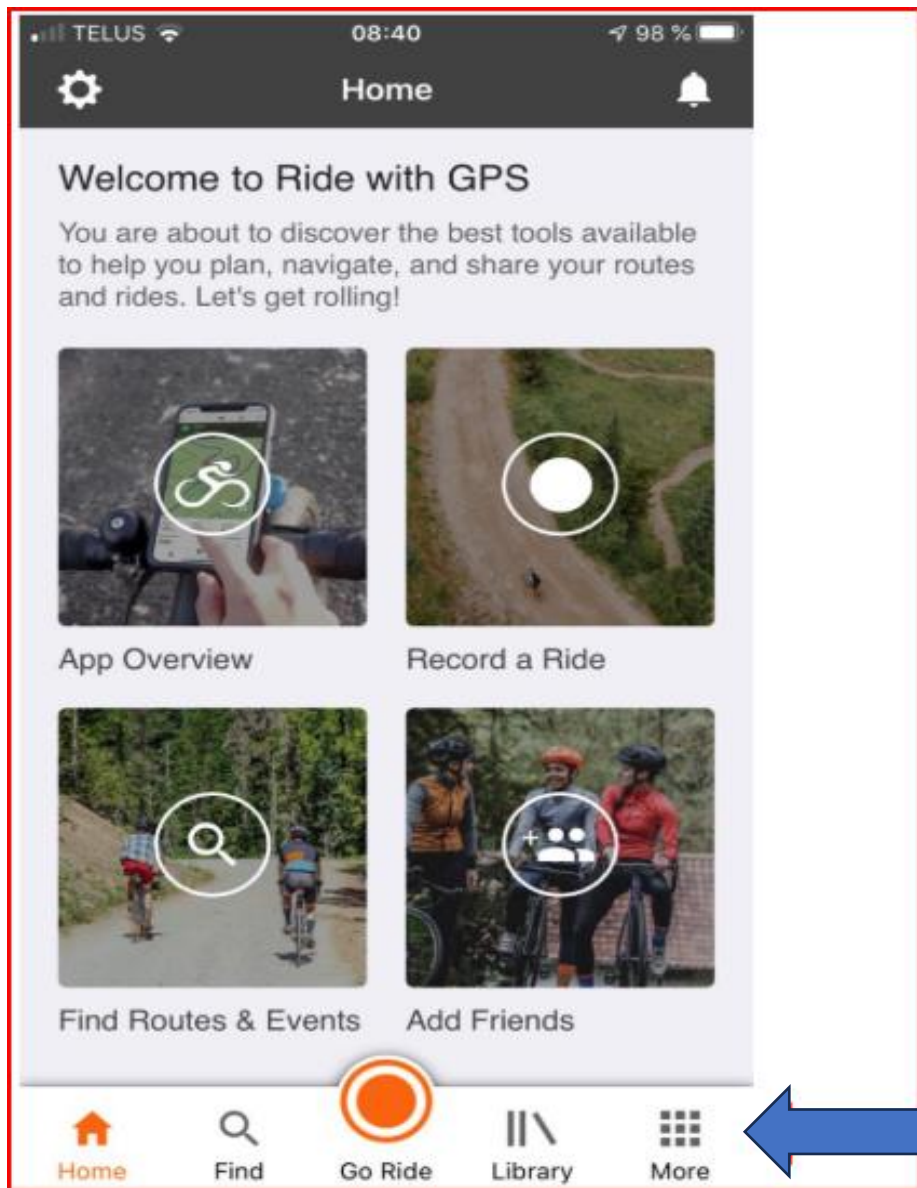 TELUS 08:40 98 %
Home
Welcome to Ride with GPS
You are about to discover the best tools available
to help you plan, navigate, and share your routes
and rides. Let's get rolling!
App Overview Record a Ride
Find Routes & Events Add Friends
Home Find Go Ride Library More